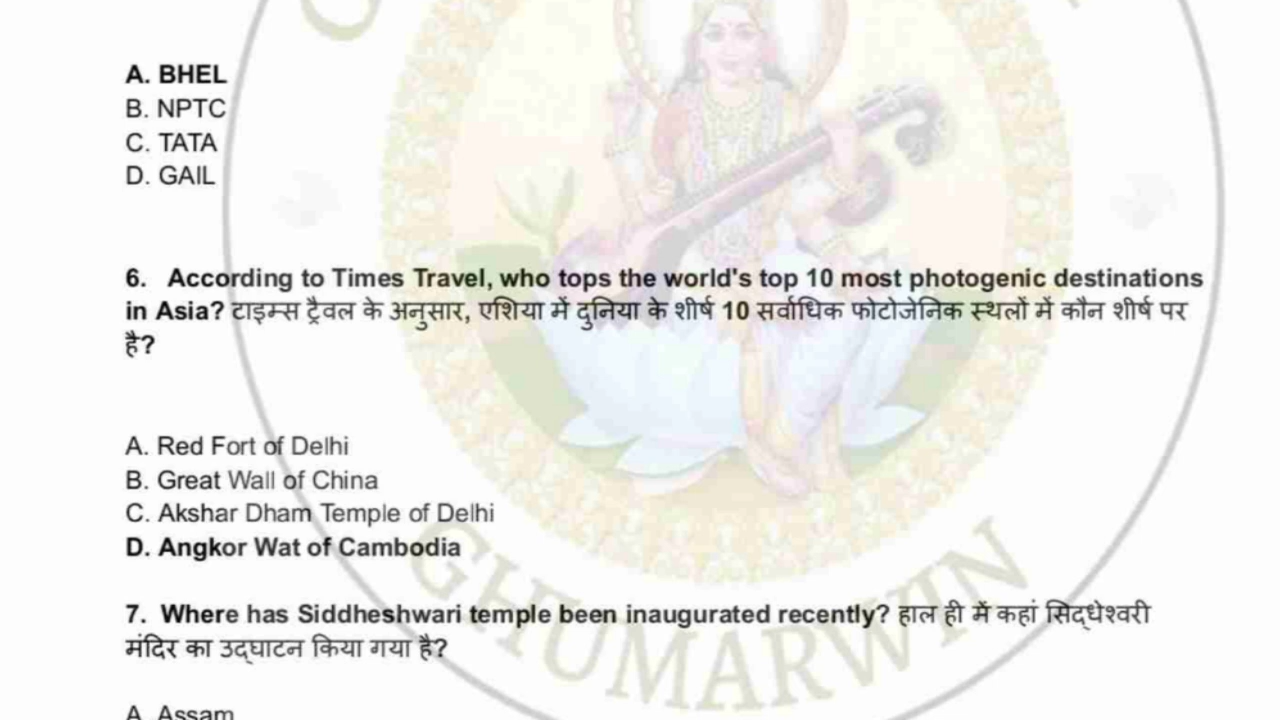 A. BHEL
B. NPTC
C. TATA
D. GAIL
6. According to Times Travel, who tops the world's top 10 most photogenic destinations
in Asia? टाइम्स ट्रैवल के अनुसार, एशिया में दुनिया के शीर्ष 10 सर्वाधिक फोटोजेनिक स्थलों में कौन शीर्ष पर
है?
A. Red Fort of Delhi
B. Great Wall of China
C. Akshar Dham Temple of Delhi
D. Angkor Wat of Cambodia
7. Where has Siddheshwari temple been inaugurated recently? हाल ही में कहां सिद्धेश्वरी
मंदिर का उद्घाटन किया गया है?
A. Assam
GHUMARWIN